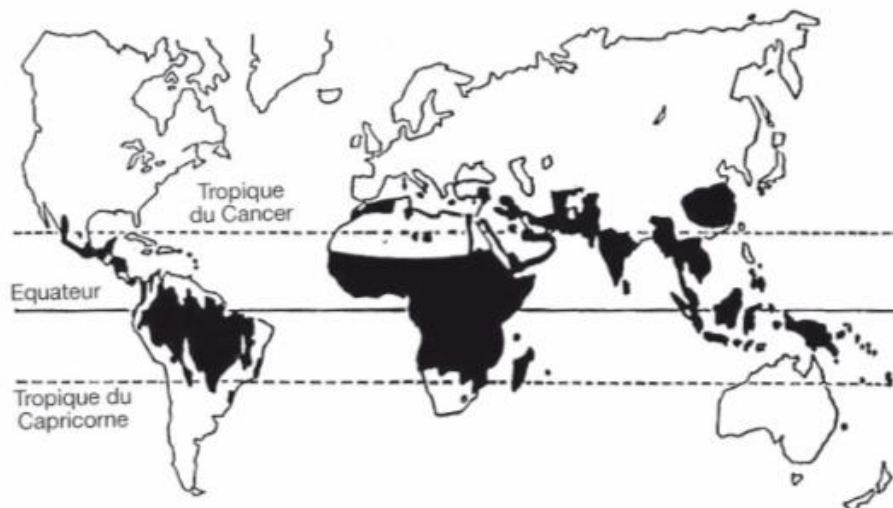 Tropique
du Cancer
Equateur
Tropique du
Capricorne